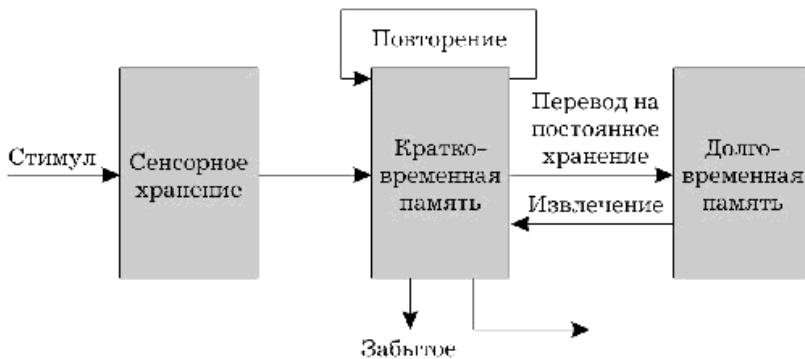 Повторение
Стимул
Сенсорное
хранение
Кратко-
временная
память
Перевод на
постоянное
хранение
Извлечение
Долго-
временная
память
Забытое